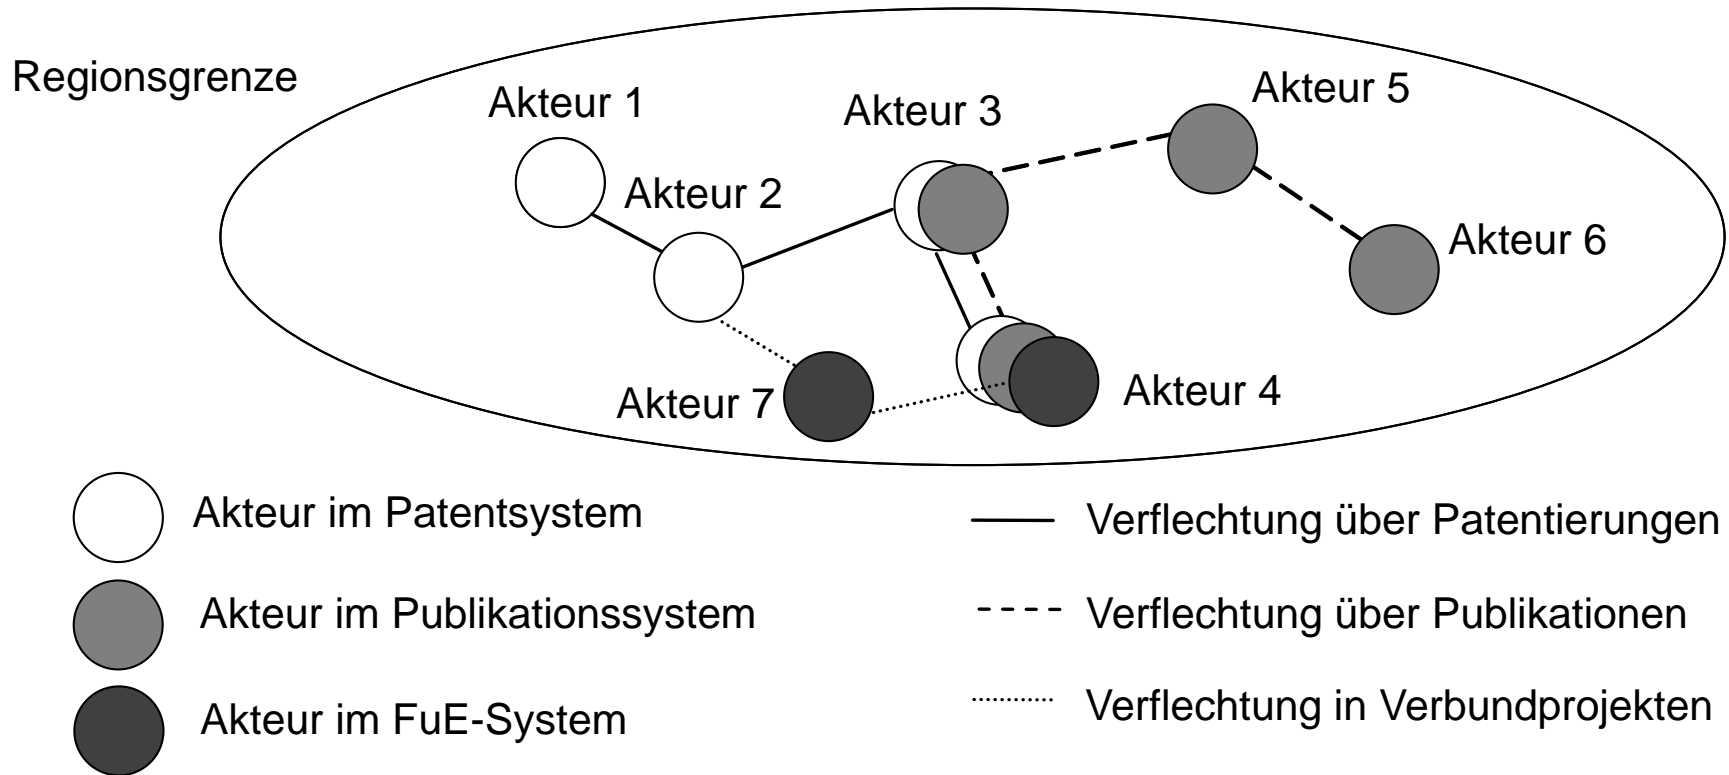 Regionsgrenze
Akteur 1
Akteur 2
Akteur 3
Akteur 5
Akteur 6
Akteur 7
Akteur 4
Akteur im Patentsystem
Akteur im Publikationssystem
Akteur im FuE-System
Verflechtung über Patentierungen
Verflechtung über Publikationen
Verflechtung in Verbundprojekten